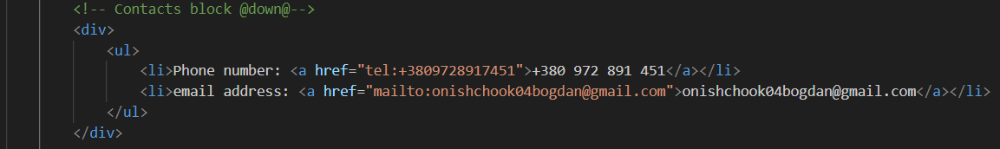 <!-- Contacts block @down@-->
<div>
<ul>
<li>Phone number: <a href="tel:+3809728917451">+380 972 891 451</a></li>
<li>email address: <a href="mailto:onishchook04bogdan@gmail.com">onishchook04bogdan@gmail.com</a></li>
</ul>
</div>